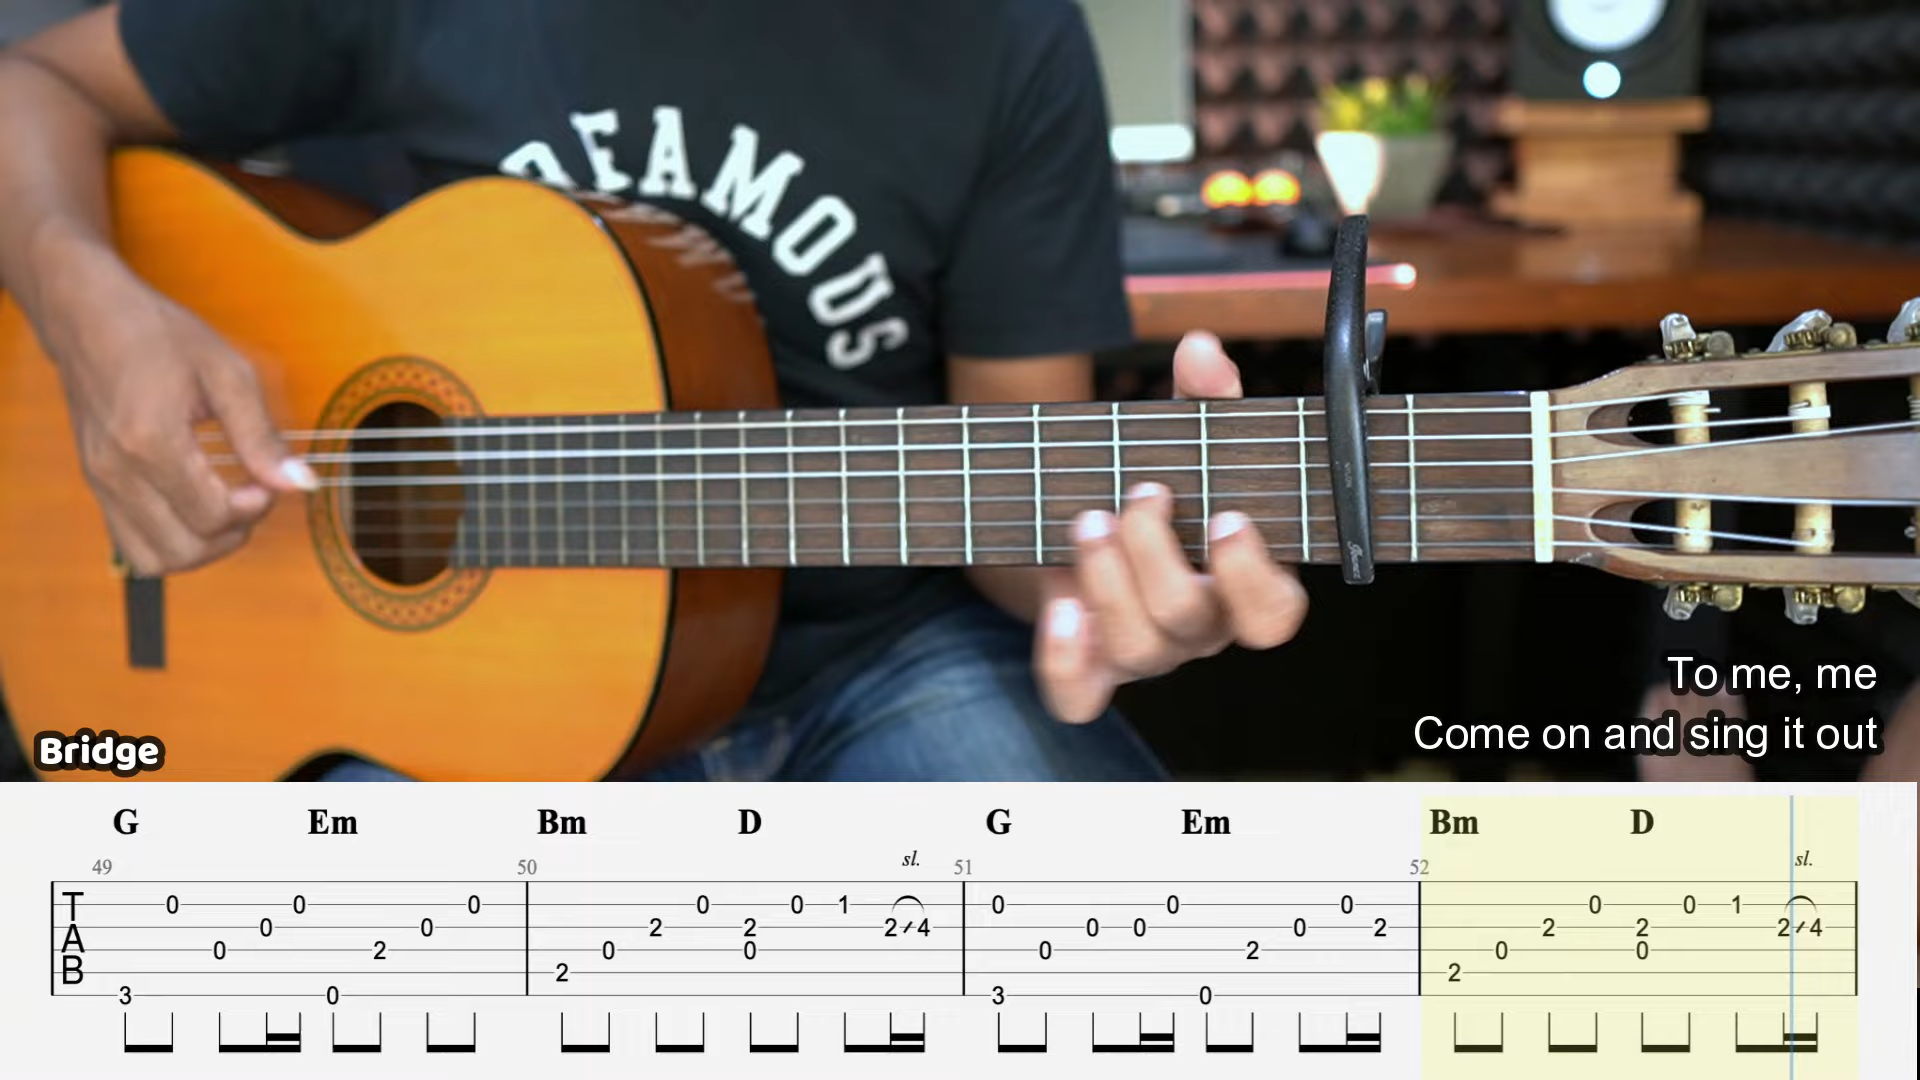 DEAMOUS
Ibanez
To me, me
Come on and sing it out
Bridge
G Em Bm D G Em Bm D
49 50 sl. 51 52 sl.
T 0 0 0 0 0 1 0 0 0 0 0 1
A 0 0 2 2 2/4 0 0 0 2 2 2 2/4
0 2 0 0 0 2 0 0
B 2 2
3 0 3 0